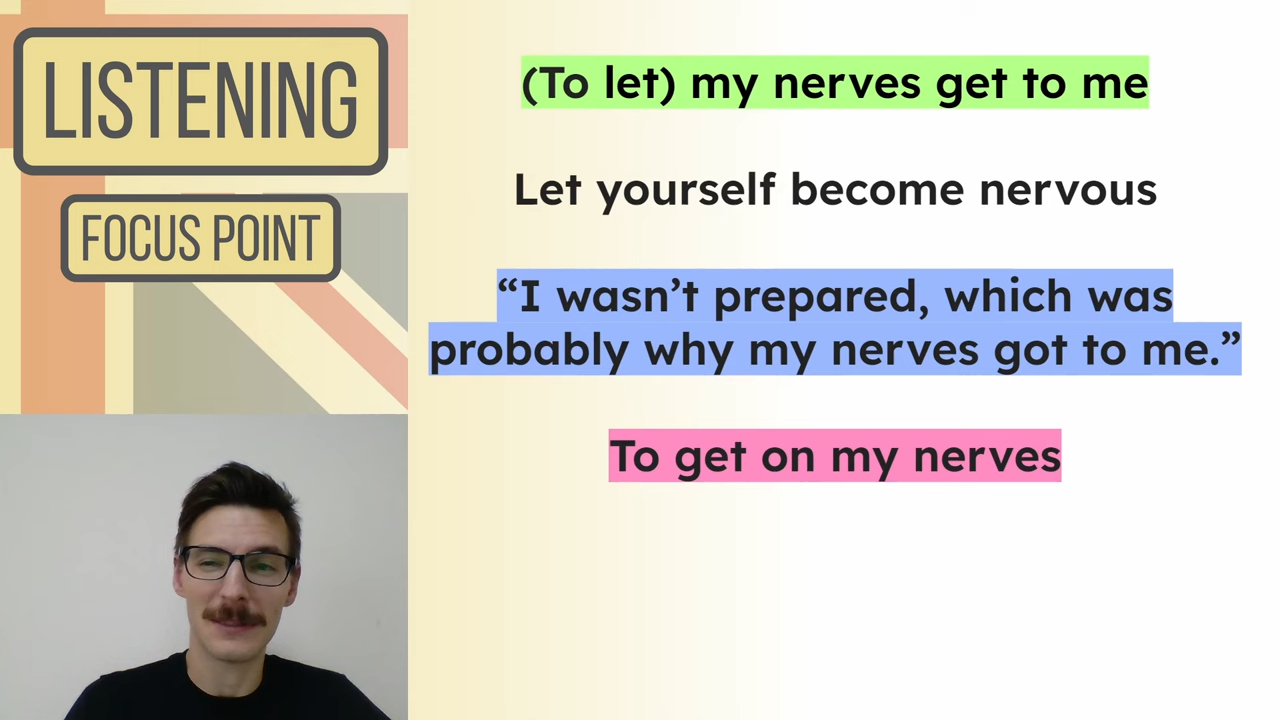 LISTENING
FOCUS POINT
(To let) my nerves get to me
Let yourself become nervous
“I wasn’t prepared, which was
probably why my nerves got to me.”
To get on my nerves